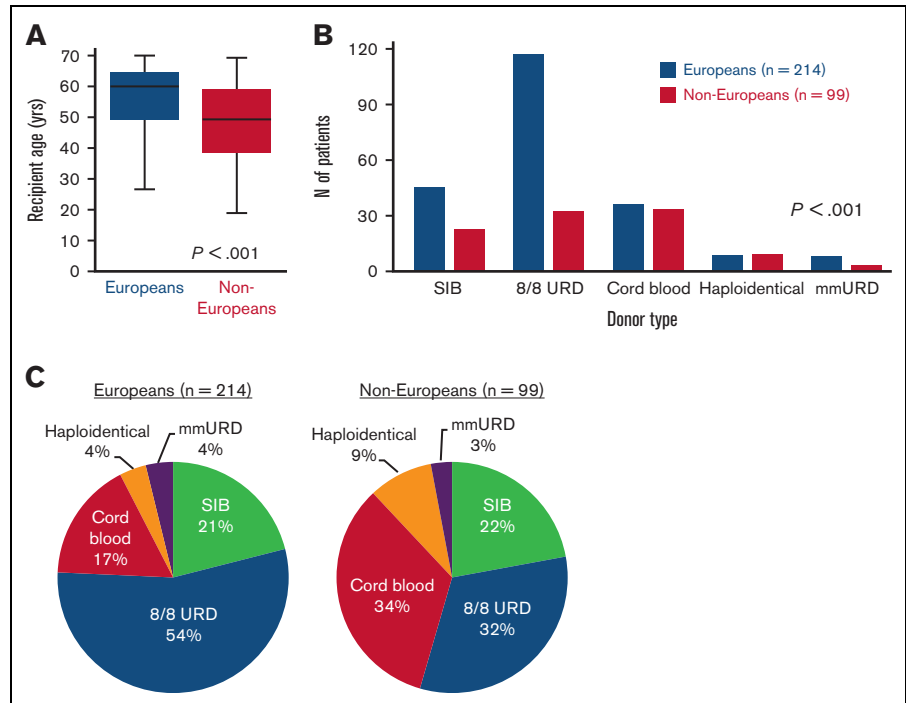 A
Recipient age (yrs)
70
60
50
40
30
20
10
0
P < .001
Europeans
Non-
Europeans
B
N of patients
120
60
30
0
Europeans (n = 214)
Non-Europeans (n = 99)
P < .001
SIB
8/8 URD
Cord blood
Haploidentical
mmURD
Donor type
C
Europeans (n = 214)
Haploidentical
4%
mmURD
4%
SIB
21%
Cord
blood
17%
8/8 URD
54%
Non-Europeans (n = 99)
Haploidentical
9%
mmURD
3%
SIB
22%
Cord blood
34%
8/8 URD
32%